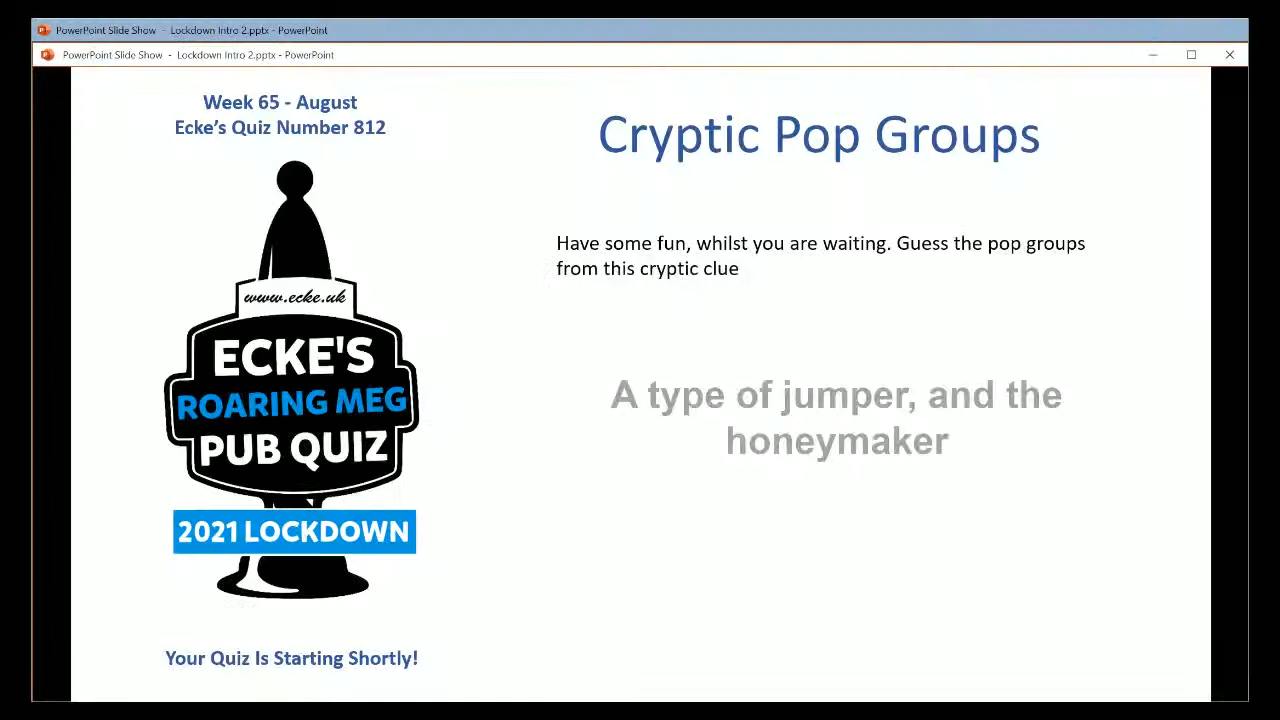 PowerPoint Slide Show - Lockdown Intro 2.pptx - PowerPoint
PowerPoint Slide Show - Lockdown Intro 2.pptx - PowerPoint
Week 65 - August
Ecke's Quiz Number 812
www.ecke.uk
ECKE'S
ROARING MEG
PUB QUIZ
2021 LOCKDOWN
Your Quiz Is Starting Shortly!
Cryptic Pop Groups
Have some fun, whilst you are waiting. Guess the pop groups
from this cryptic clue
A type of jumper, and the
honeymaker